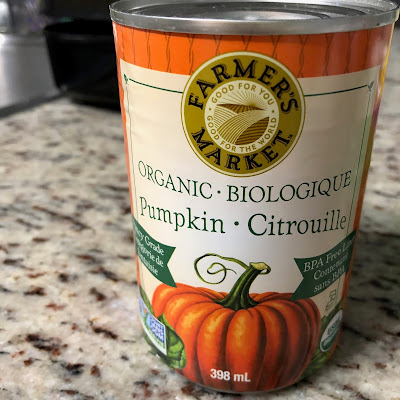 FARMER'S
GOOD FOR YOU
GOOD FOR THE WORLD
MARKET
ORGANIC · BIOLOGIQUE
Pumpkin · Citrouille
Grade
BPA Free
sans BPA
398 mL